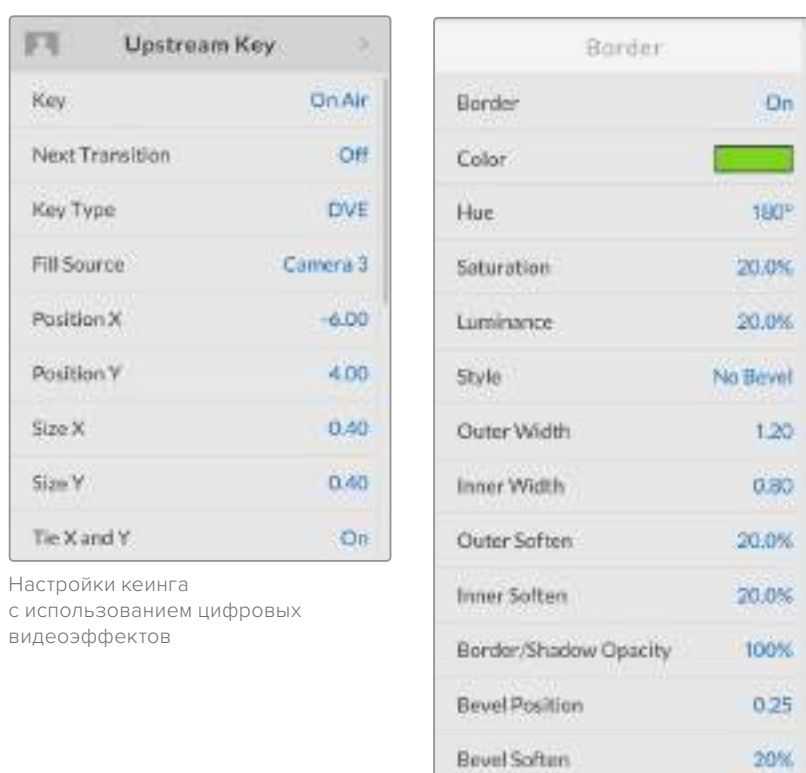 Upstream Key
Key On Air
Next Transition Off
Key Type DVE
Fill Source Camera 3
Position X -6.00
Position Y 4.00
Size X 0.40
Size Y 0.40
Tie X and Y On
Настройки кеинга
с использованием цифровых
видеоэффектов
Border
Border On
Color
Hue 180°
Saturation 20.0%
Luminance 20.0%
Style No Bevel
Outer Width 1.20
Inner Width 0.80
Outer Soften 20.0%
Inner Soften 20.0%
Border/Shadow Opacity 100%
Bevel Position 0.25
Bevel Soften 20%